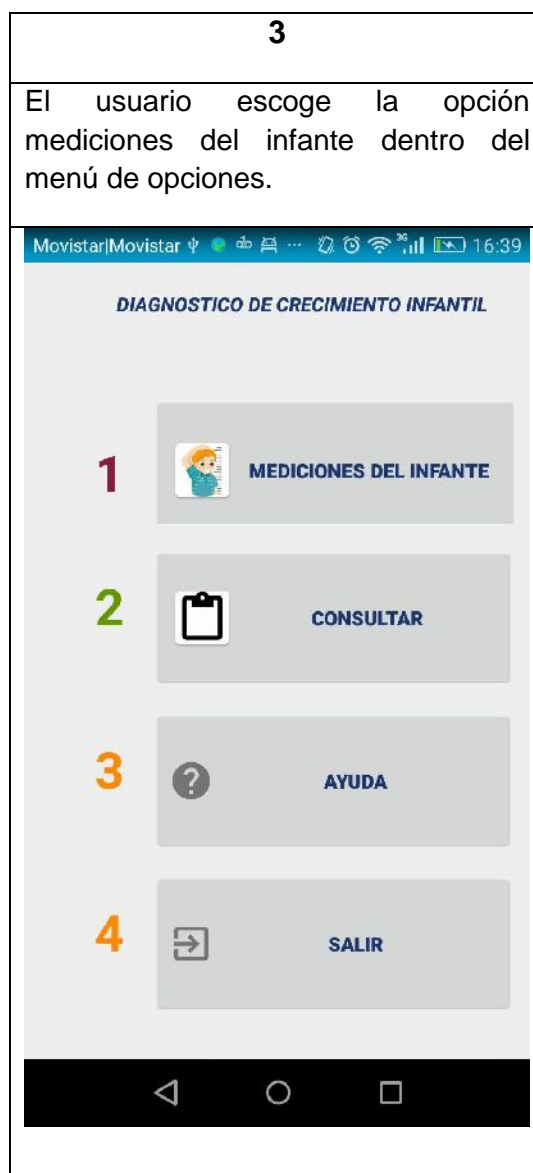 3
El usuario escoge la opción
mediciones del infante dentro del
menú de opciones.
Movistar|Movistar 3G 16:39
DIAGNOSTICO DE CRECIMIENTO INFANTIL
1 MEDICIONES DEL INFANTE
2 CONSULTAR
3 AYUDA
4 SALIR